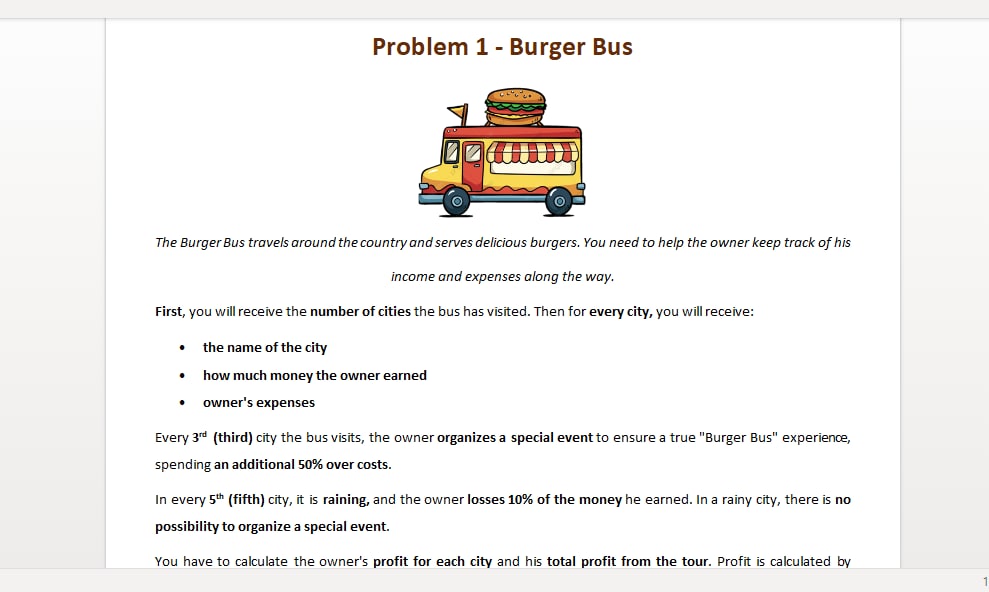 Problem 1 - Burger Bus
The Burger Bus travels around the country and serves delicious burgers. You need to help the owner keep track of his
income and expenses along the way.
First, you will receive the number of cities the bus has visited. Then for every city, you will receive:
• the name of the city
• how much money the owner earned
• owner's expenses
Every 3rd (third) city the bus visits, the owner organizes a special event to ensure a true "Burger Bus" experience,
spending an additional 50% over costs.
In every 5th (fifth) city, it is raining, and the owner losses 10% of the money he earned. In a rainy city, there is no
possibility to organize a special event.
You have to calculate the owner's profit for each city and his total profit from the tour. Profit is calculated by
1